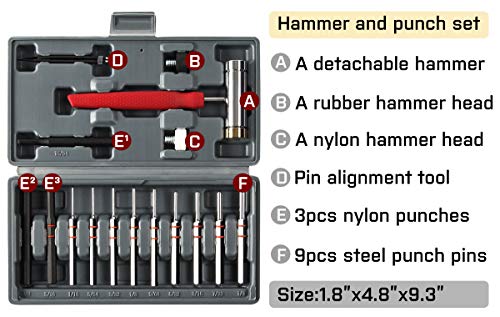 Hammer and punch set
A A detachable hammer
B A rubber hammer head
C A nylon hammer head
D Pin alignment tool
E 3pcs nylon punches
F 9pcs steel punch pins
Size:1.8"x4.8"x9.3"
D
B
A
E¹
C
E²
E³
F